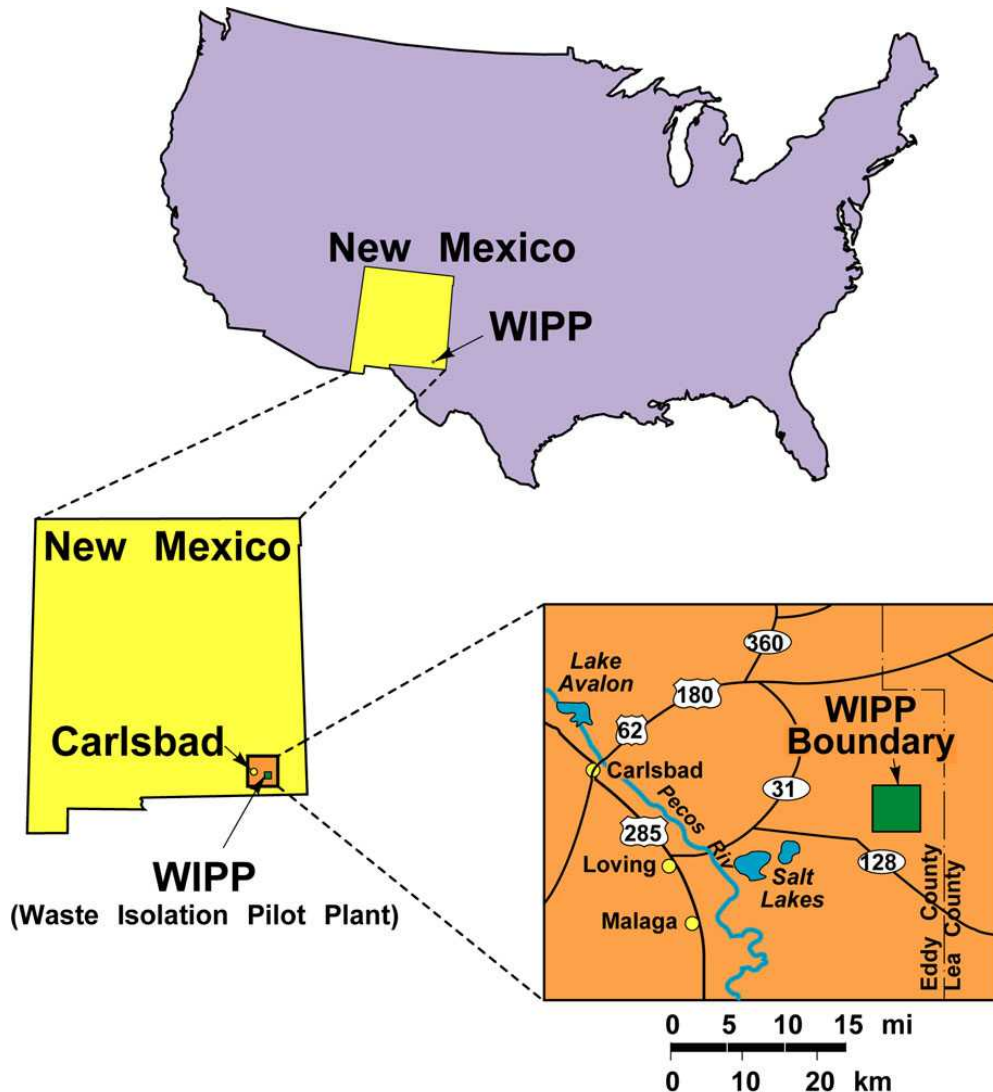 New Mexico
WIPP
New Mexico
Carlsbad
WIPP
(Waste Isolation Pilot Plant)
360
Lake
Avalon
180
62
WIPP
Boundary
Carlsbad
31
Pecos Riv
285
128
Loving
Salt
Lakes
Malaga
Eddy County
Lea County
0 5 10 15 mi
0 10 20 km